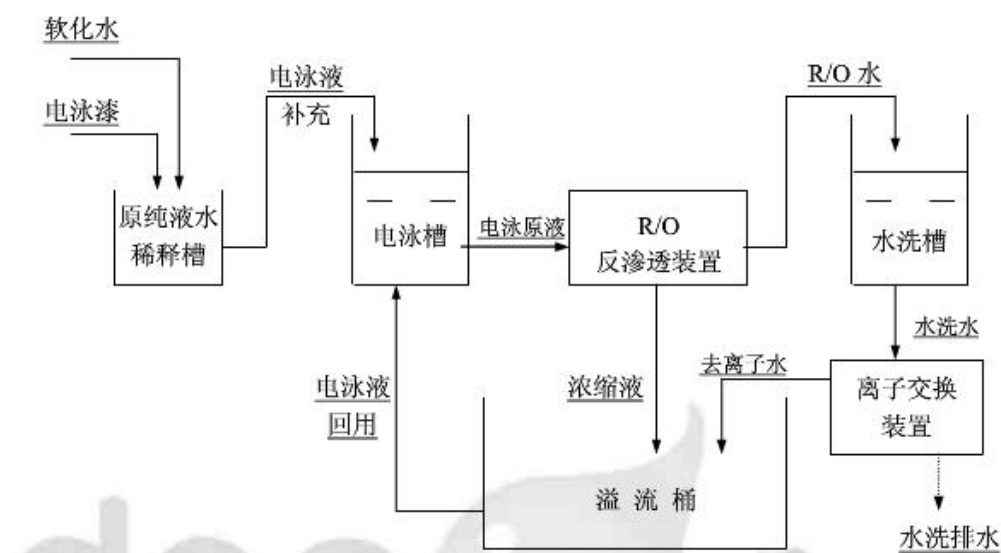 软化水
电泳漆
原纯液水
稀释槽
电泳液
补充
电泳槽
电泳原液
R/O
反渗透装置
R/O 水
水洗槽
水洗水
离子交换
装置
去离子水
浓缩液
电泳液
回用
溢流桶
水洗排水